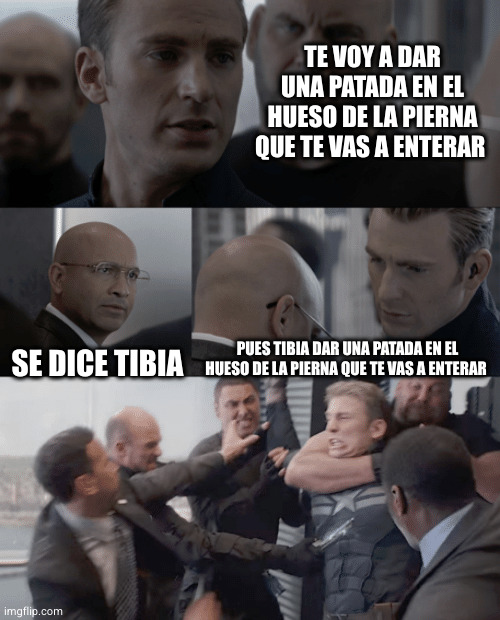 TE VOY A DAR
UNA PATADA EN EL
HUESO DE LA PIERNA
QUE TE VAS A ENTERAR
SE DICE TIBIA
PUES TIBIA DAR UNA PATADA EN EL
HUESO DE LA PIERNA QUE TE VAS A ENTERAR
imgflip.com